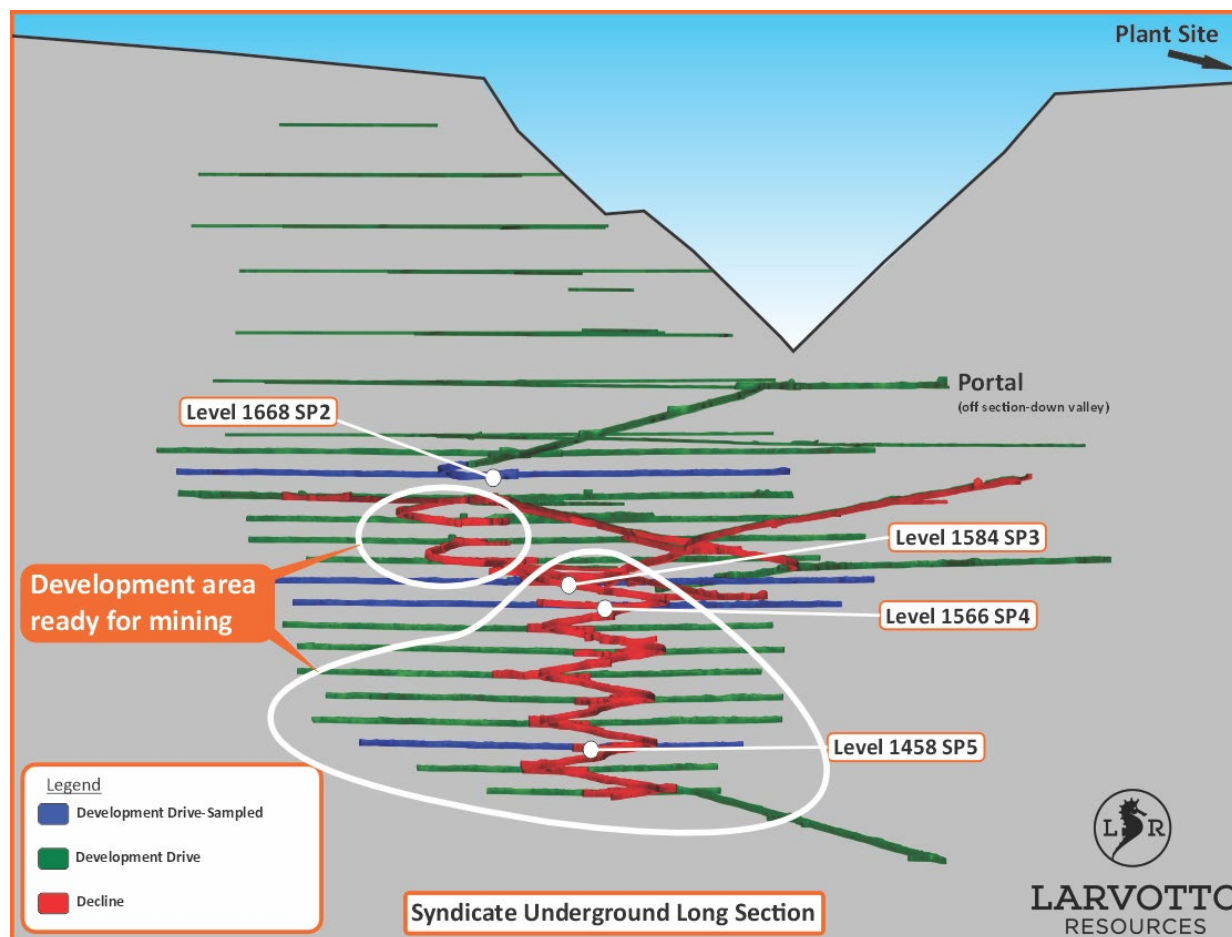 Plant Site
Portal
(off section-down valley)
Level 1668 SP2
Level 1584 SP3
Development area
ready for mining
Level 1566 SP4
Level 1458 SP5
Legend
Development Drive-Sampled
Development Drive
Decline
Syndicate Underground Long Section
L R
LARVOTTO
RESOURCES